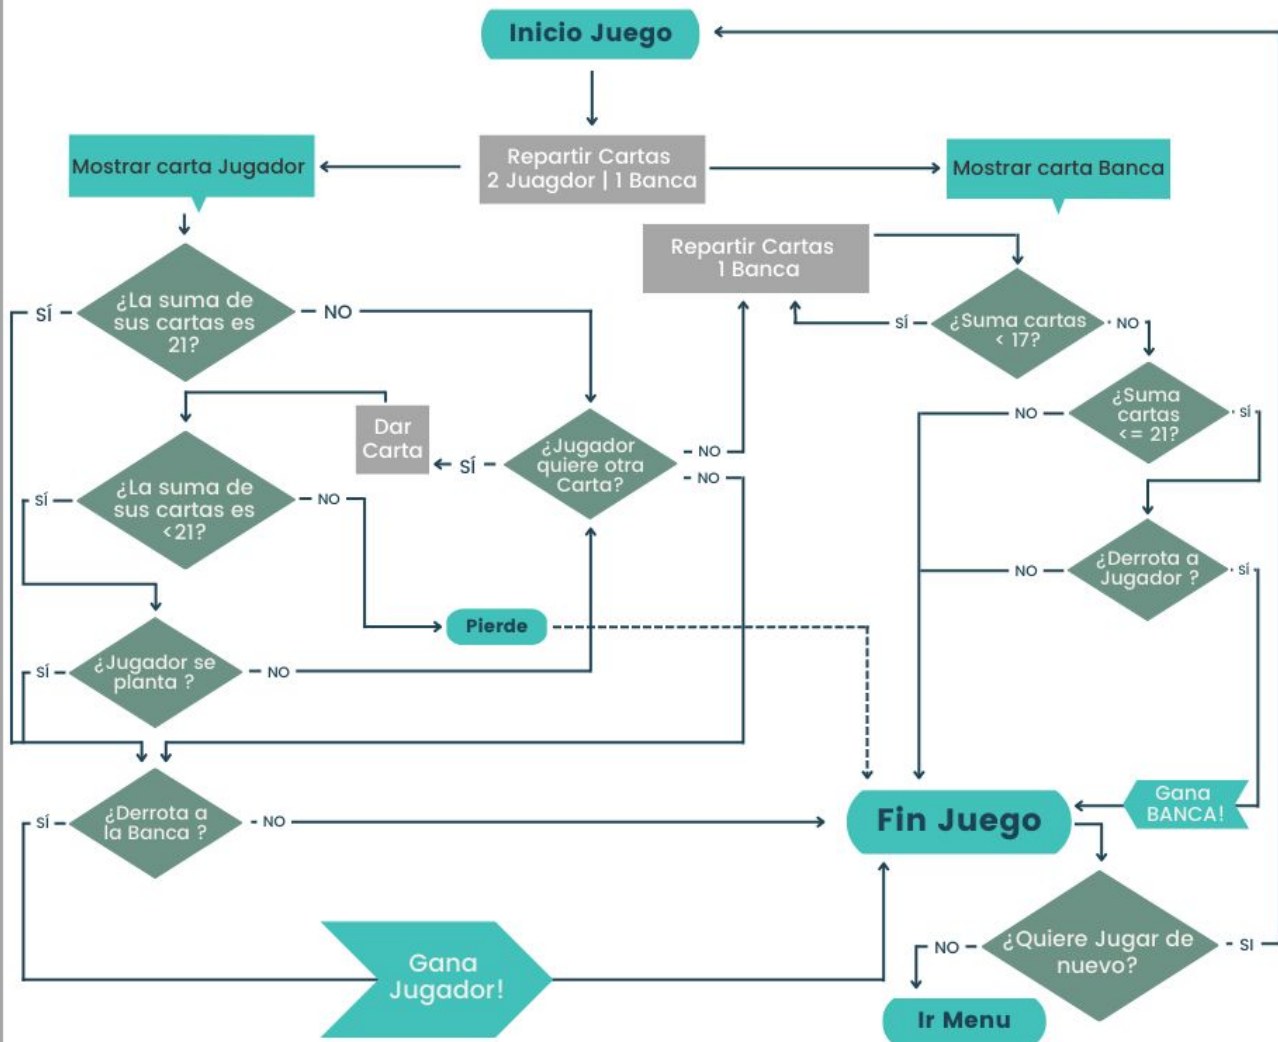 Inicio Juego
Mostrar carta Jugador
Repartir Cartas
2 Juagdor | 1 Banca
Mostrar carta Banca
Repartir Cartas
1 Banca
¿La suma de
sus cartas es
21?
SÍ
NO
¿Suma cartas
< 17?
SÍ
NO
¿Suma
cartas
<= 21?
NO
SÍ
Dar
Carta
SÍ
¿Jugador
quiere otra
Carta?
NO
NO
¿La suma de
sus cartas es
<21?
SÍ
NO
¿Derrota a
Jugador ?
NO
SÍ
Pierde
¿Jugador se
planta ?
SÍ
NO
¿Derrota a
la Banca ?
SÍ
NO
Fin Juego
Gana
BANCA!
Gana
Jugador!
¿Quiere Jugar de
nuevo?
NO
SI
Ir Menu